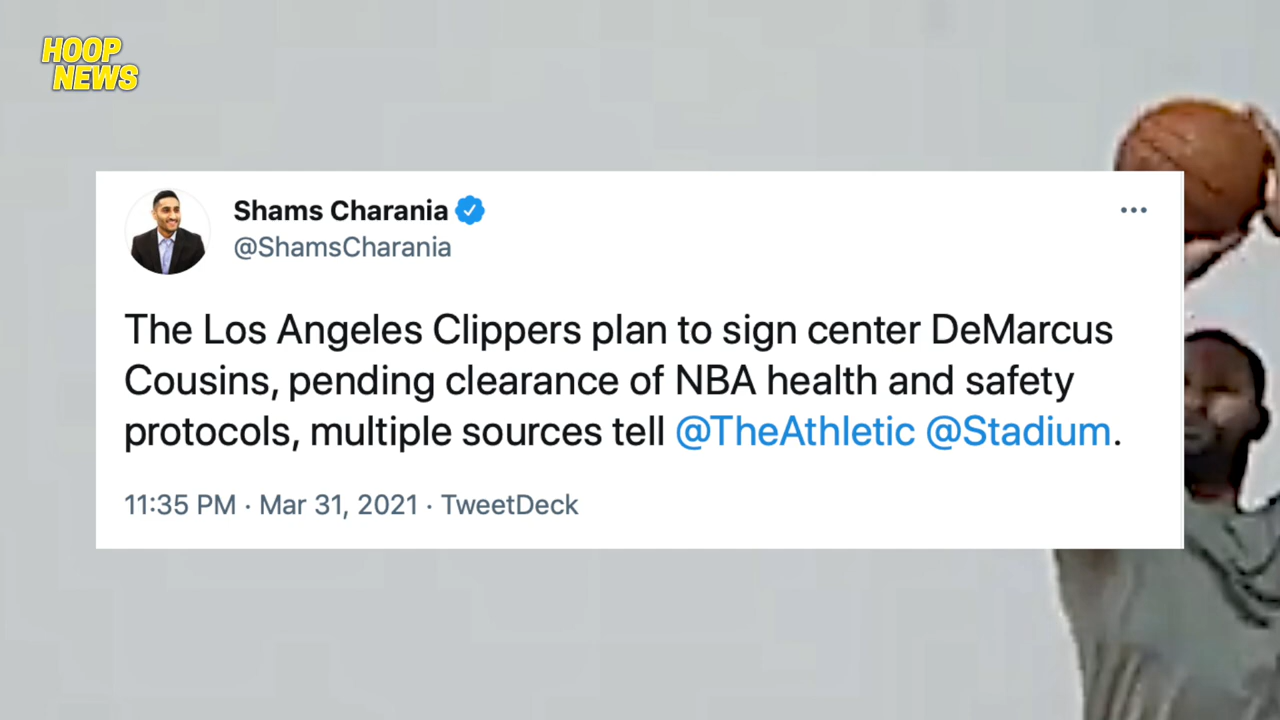 HOOP
NEWS
Shams Charania
@ShamsCharania
The Los Angeles Clippers plan to sign center DeMarcus
Cousins, pending clearance of NBA health and safety
protocols, multiple sources tell @TheAthletic @Stadium.
11:35 PM · Mar 31, 2021 · TweetDeck